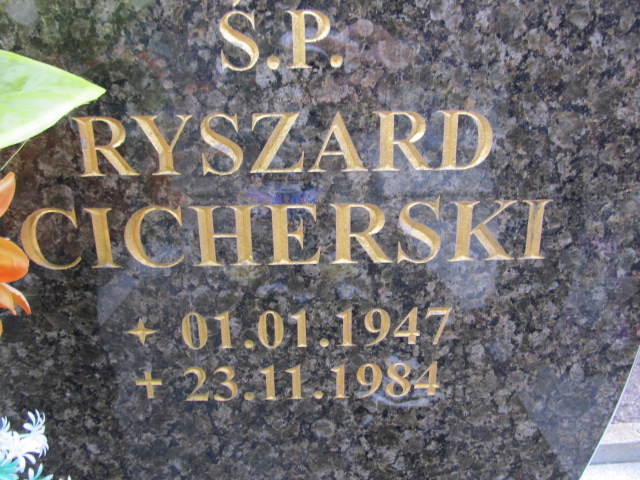 Ś.P.
RYSZARD
CICHERSKI
✦ 01.01.1947
+ 23.11.1984